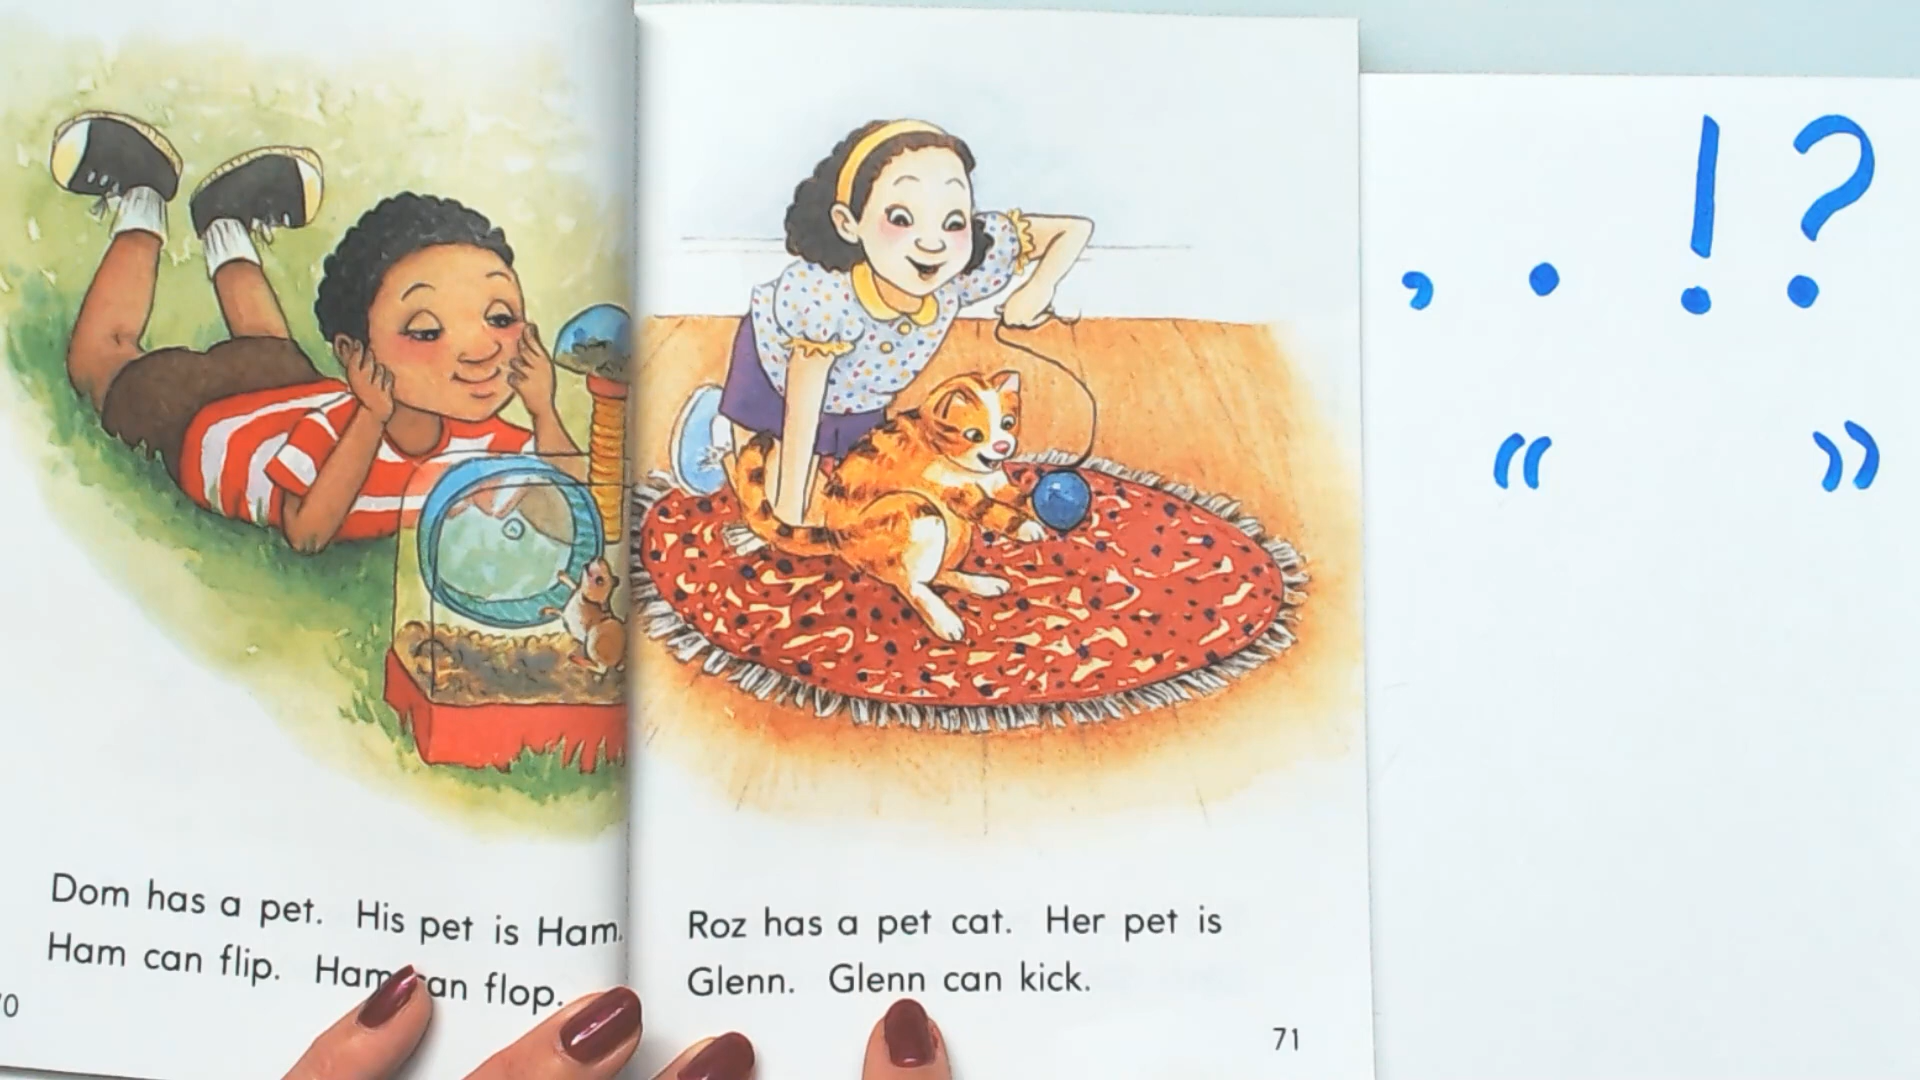 Dom has a pet. His pet is Ham.
Ham can flip. Ham can flop.
Roz has a pet cat. Her pet is
Glenn. Glenn can kick.
71
, . ! ?
“ ”